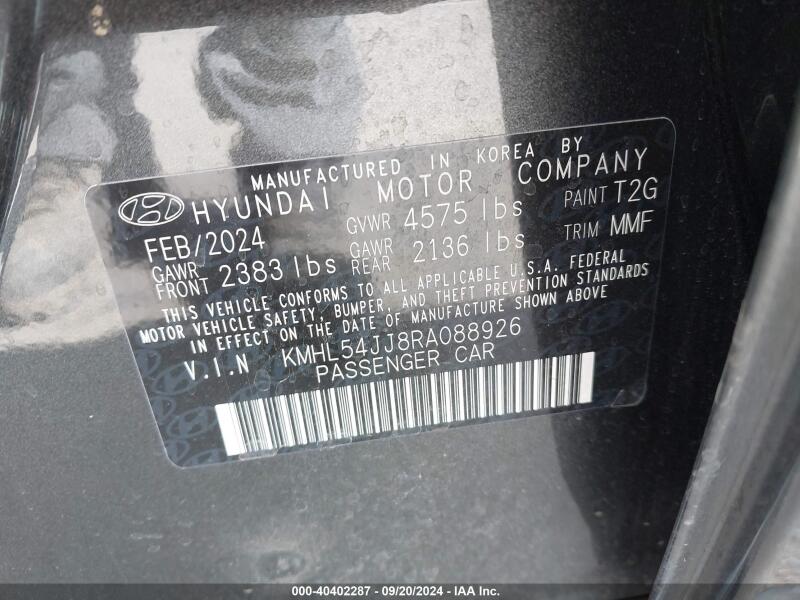 MANUFACTURED IN KOREA BY
HYUNDAI MOTOR COMPANY
FEB/2024 GVWR 4575 lbs PAINT T2G
GAWR FRONT 2383 lbs GAWR REAR 2136 lbs TRIM MMF
THIS VEHICLE CONFORMS TO ALL APPLICABLE U.S.A. FEDERAL
MOTOR VEHICLE SAFETY, BUMPER, AND THEFT PREVENTION STANDARDS
IN EFFECT ON THE DATE OF MANUFACTURE SHOWN ABOVE
V.I.N KMHL54JJ8RA088926
PASSENGER CAR
000-40402287 - 09/20/2024 - IAA Inc.